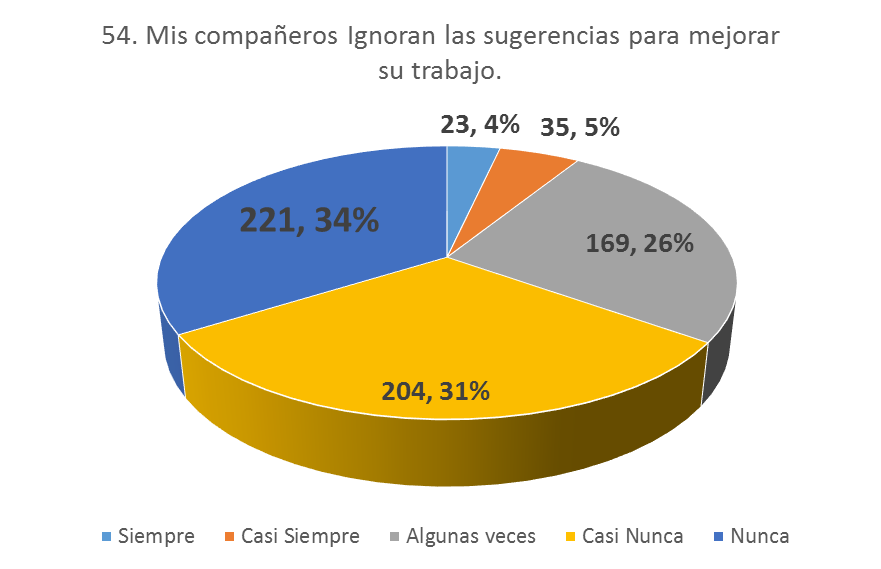 54. Mis compañeros Ignoran las sugerencias para mejorar
su trabajo.
23, 4%
35, 5%
221, 34%
169, 26%
204, 31%
Siempre
Casi Siempre
Algunas veces
Casi Nunca
Nunca